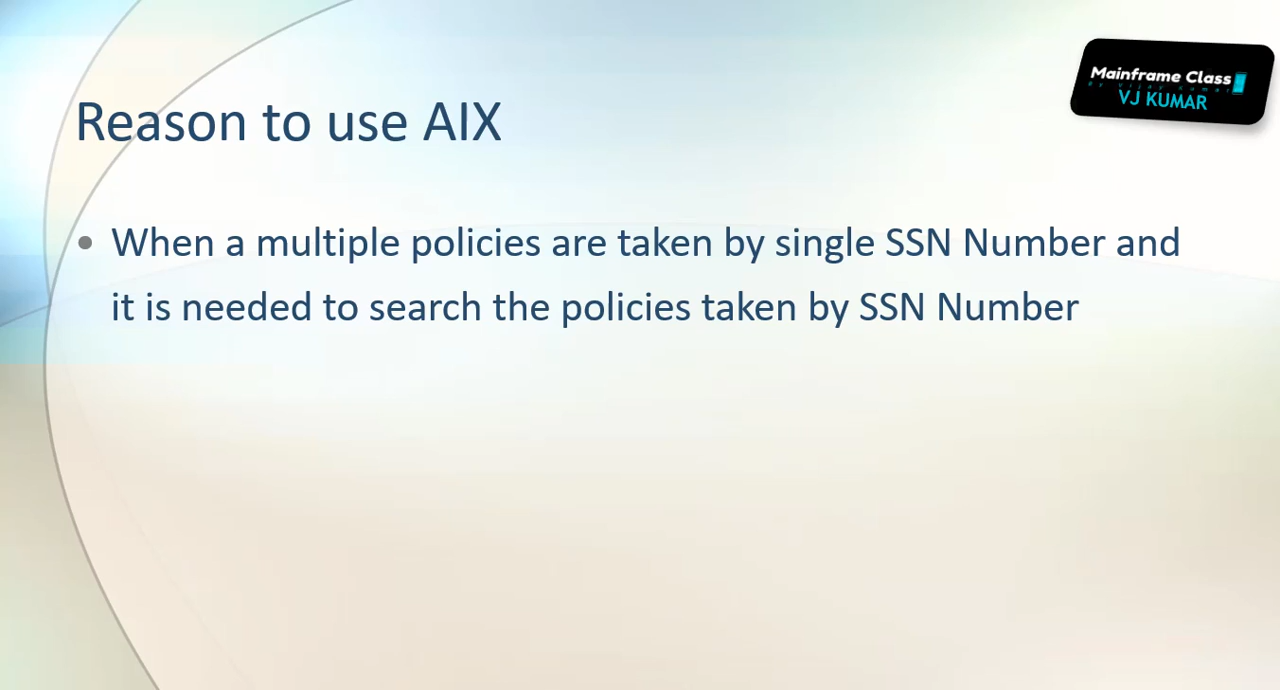 Mainframe Class
VJ KUMAR
Reason to use AIX
• When a multiple policies are taken by single SSN Number and
it is needed to search the policies taken by SSN Number